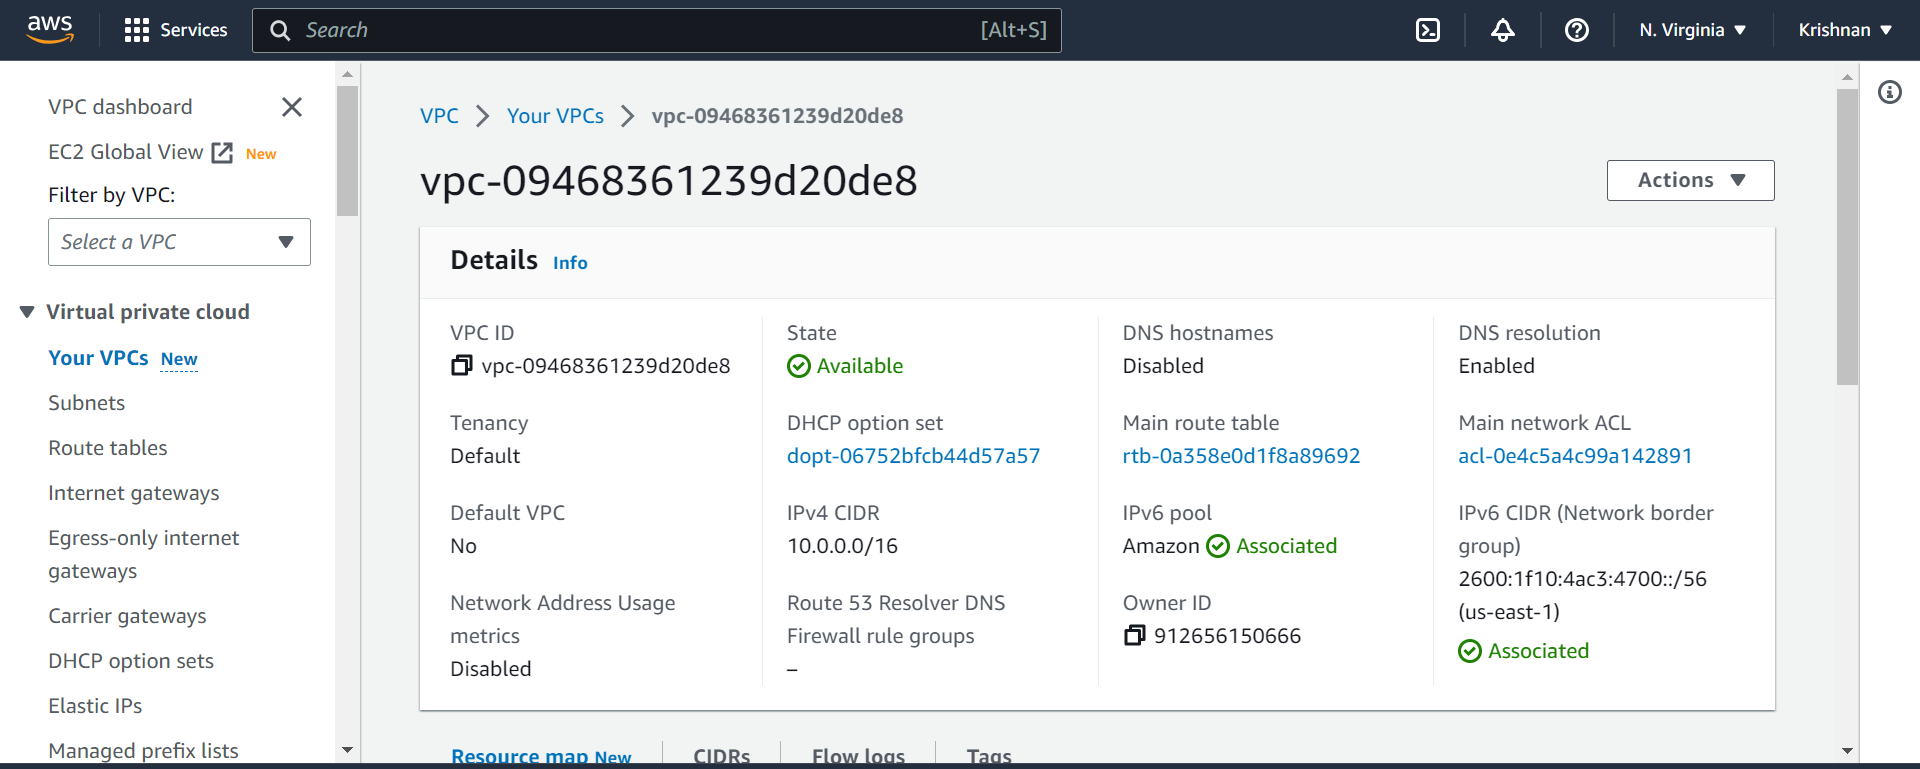 aws
Services
Search [Alt+S]
N. Virginia
Krishnan
VPC dashboard
EC2 Global View New
Filter by VPC:
Select a VPC
Virtual private cloud
Your VPCs New
Subnets
Route tables
Internet gateways
Egress-only internet
gateways
Carrier gateways
DHCP option sets
Elastic IPs
Managed prefix lists
VPC
Your VPCs
vpc-09468361239d20de8
vpc-09468361239d20de8
Actions
Details Info
VPC ID
vpc-09468361239d20de8
State
Available
DNS hostnames
Disabled
DNS resolution
Enabled
Tenancy
Default
DHCP option set
dopt-06752bfcb44d57a57
Main route table
rtb-0a358e0d1f8a89692
Main network ACL
acl-0e4c5a4c99a142891
Default VPC
No
IPv4 CIDR
10.0.0.0/16
IPv6 pool
Amazon Associated
IPv6 CIDR (Network border
group)
2600:1f10:4ac3:4700::/56
(us-east-1)
Associated
Network Address Usage
metrics
Disabled
Route 53 Resolver DNS
Firewall rule groups
–
Owner ID
912656150666
Resource map New
CIDRs
Flow logs
Tags